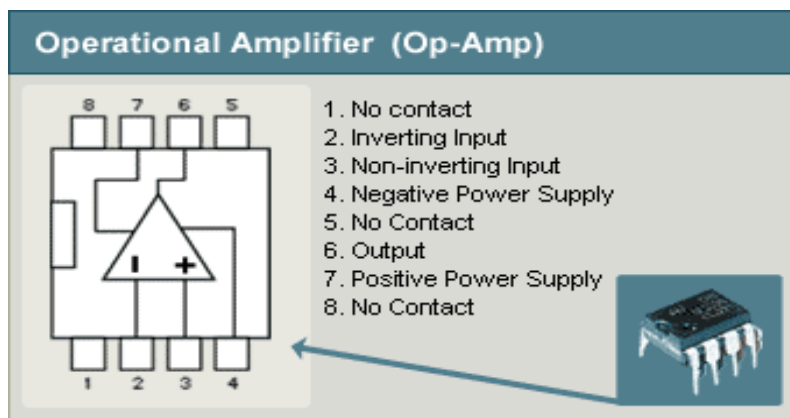 Operational Amplifier (Op-Amp)
8 7 6 5
1. No contact
2. Inverting Input
3. Non-inverting Input
4. Negative Power Supply
5. No Contact
6. Output
7. Positive Power Supply
8. No Contact
- +
1 2 3 4